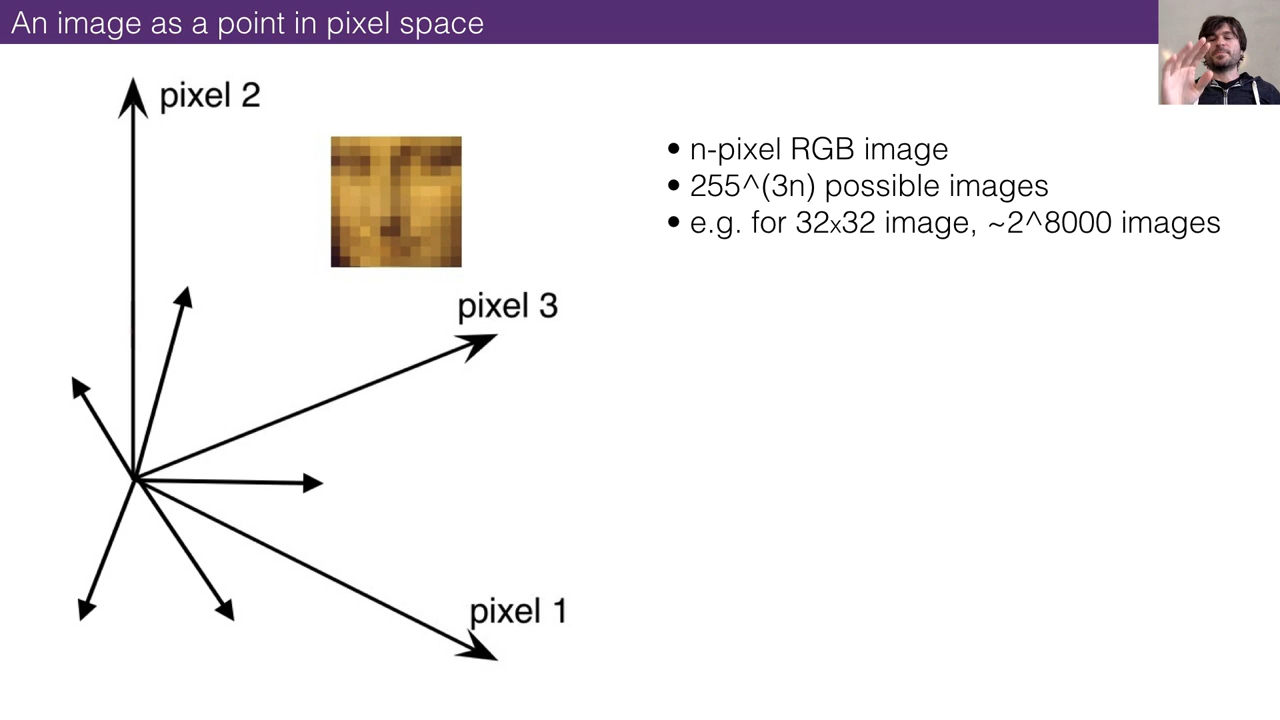 An image as a point in pixel space
pixel 2
pixel 3
pixel 1
• n-pixel RGB image
• 255^(3n) possible images
• e.g. for 32x32 image, ~2^8000 images